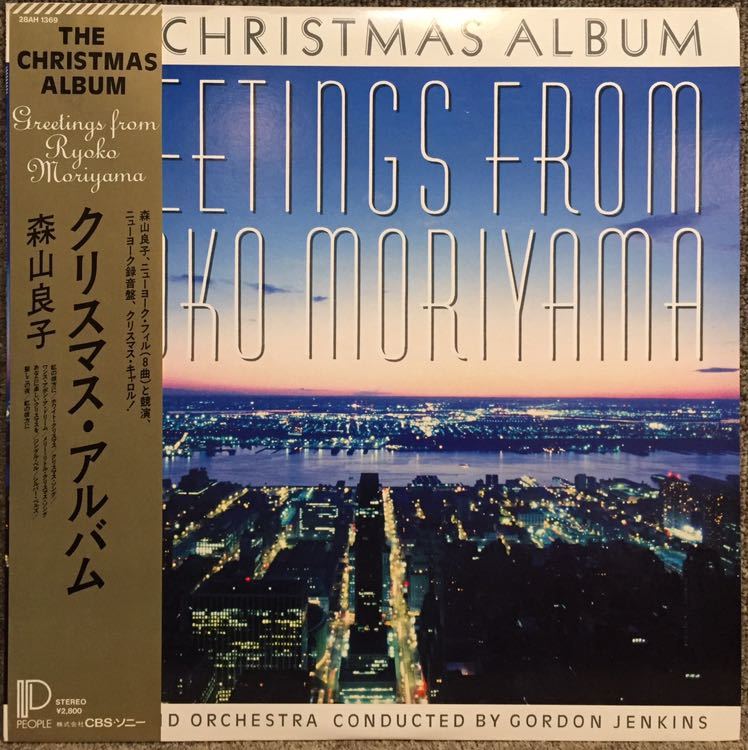 28AH 1369
THE
CHRISTMAS
ALBUM
Greetings from
Ryoko
Moriyama
クリスマス・アルバム
森山良子
森山良子、ニューヨーク・フィル(8曲)と競演、
ニューヨーク録音盤、クリスマス・キャロル!
STEREO
¥2,800
PEOPLE 株式会社 CBS・ソニー
CHRISTMAS ALBUM
EETINGS FROM
OKO MORIYAMA
ND ORCHESTRA CONDUCTED BY GORDON JENKINS